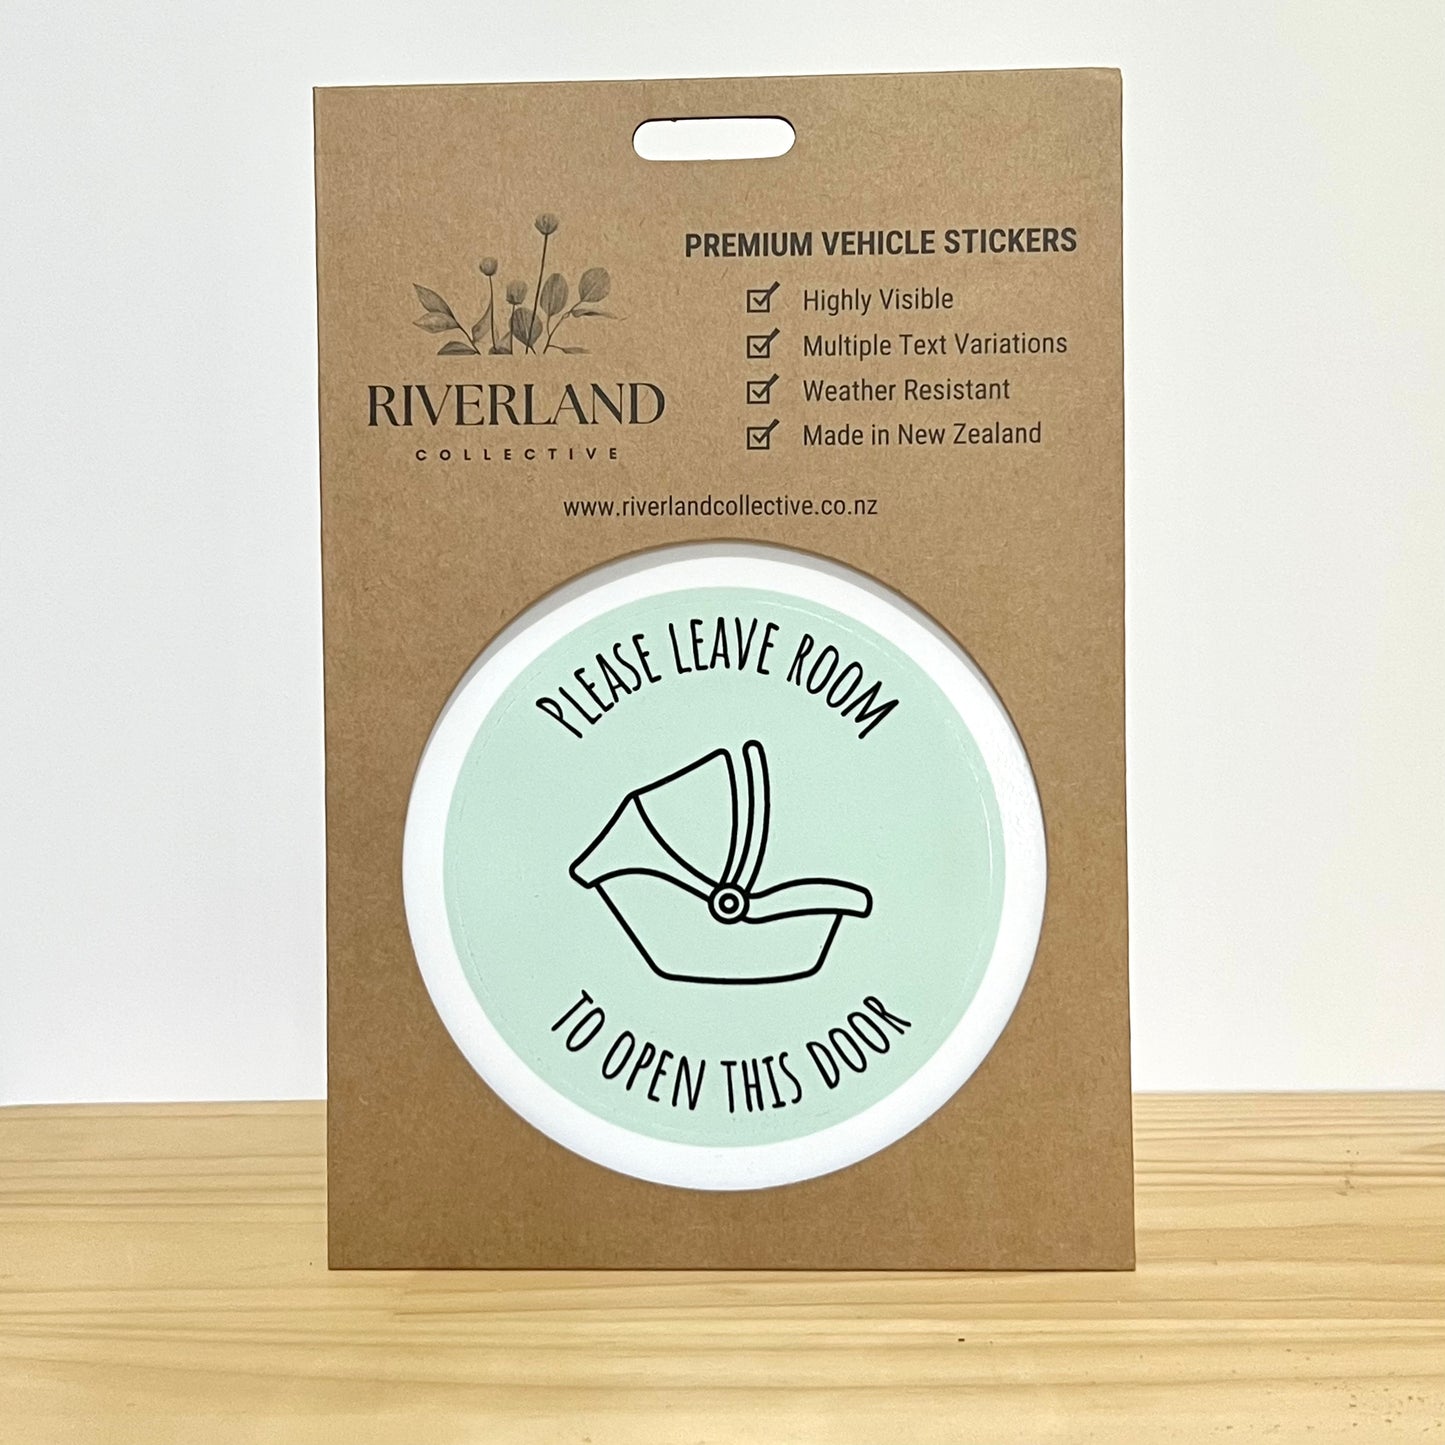 RIVERLAND
COLLECTIVE
PREMIUM VEHICLE STICKERS
Highly Visible
Multiple Text Variations
Weather Resistant
Made in New Zealand
www.riverlandcollective.co.nz
PLEASE LEAVE ROOM
TO OPEN THIS DOOR